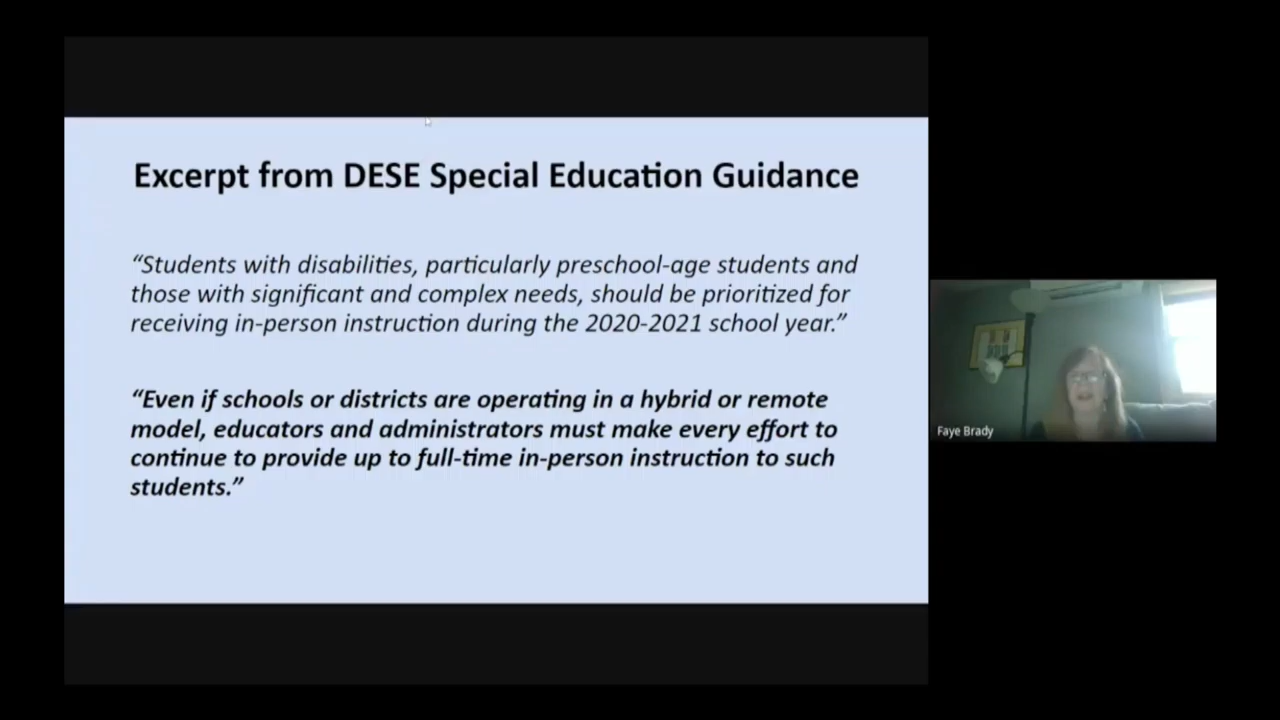 Excerpt from DESE Special Education Guidance
“Students with disabilities, particularly preschool-age students and
those with significant and complex needs, should be prioritized for
receiving in-person instruction during the 2020-2021 school year.”
“Even if schools or districts are operating in a hybrid or remote
model, educators and administrators must make every effort to
continue to provide up to full-time in-person instruction to such
students.”
Faye Brady